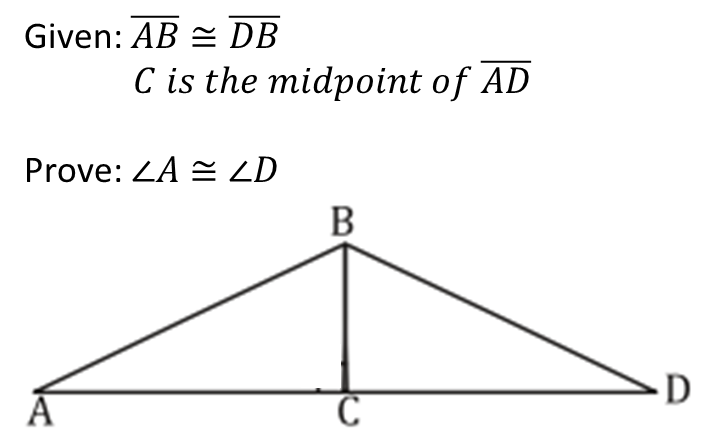 Given: AB ≅ DB
C is the midpoint of AD
Prove: ∠A ≅ ∠D
B
A
C
D